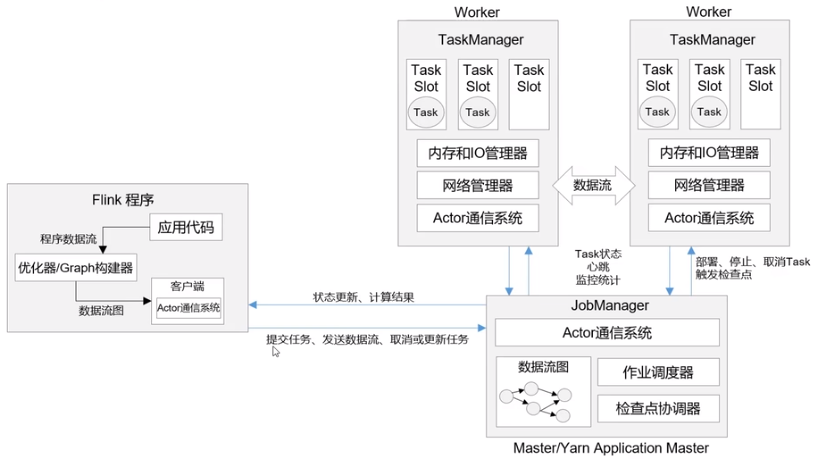 Worker
Worker
TaskManager
TaskManager
Task
Slot
Task
Slot
Task
Slot
Task
Slot
Task
Slot
Task
Slot
Task
Task
Task
Task
内存和IO管理器
内存和IO管理器
网络管理器
数据流
网络管理器
Actor通信系统
Actor通信系统
Flink 程序
应用代码
程序数据流
优化器/Graph构建器
客户端
Actor通信系统
数据流图
Task状态
心跳
监控统计
部署、停止、取消Task
触发检查点
状态更新、计算结果
提交任务、发送数据流、取消或更新任务
JobManager
Actor通信系统
数据流图
作业调度器
检查点协调器
Master/Yarn Application Master